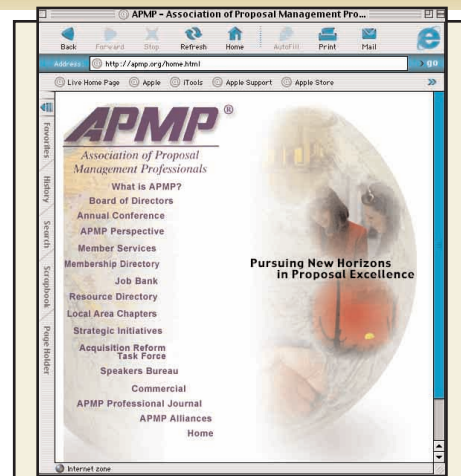 APMP – Association of Proposal Management Pro...
Back Forward Stop Refresh Home AutoFill Print Mail
Address: http://apmp.org/home.html go
Live Home Page Apple iTools Apple Support Apple Store
Favorites
History
Search
Scrapbook
Page Holder
APMP®
Association of Proposal
Management Professionals
What is APMP?
Board of Directors
Annual Conference
APMP Perspective
Member Services
Membership Directory
Job Bank
Resource Directory
Local Area Chapters
Strategic Initiatives
Acquisition Reform
Task Force
Speakers Bureau
Commercial
APMP Professional Journal
APMP Alliances
Home
Pursuing New Horizons
in Proposal Excellence
Internet zone